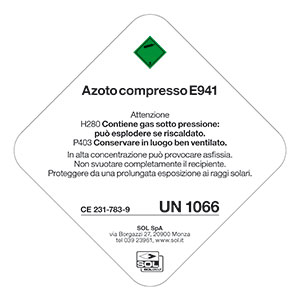 Azoto compresso E941
Attenzione
H280 Contiene gas sotto pressione:
può esplodere se riscaldato.
P403 Conservare in luogo ben ventilato.
In alta concentrazione può provocare asfissia.
Non svuotare completamente il recipiente.
Proteggere da una prolungata esposizione ai raggi solari.
CE 231-783-9 UN 1066
SOL SpA
via Borgazzi 27, 20900 Monza
tel 039 23961, www.sol.it
SOL
SOLGROUP